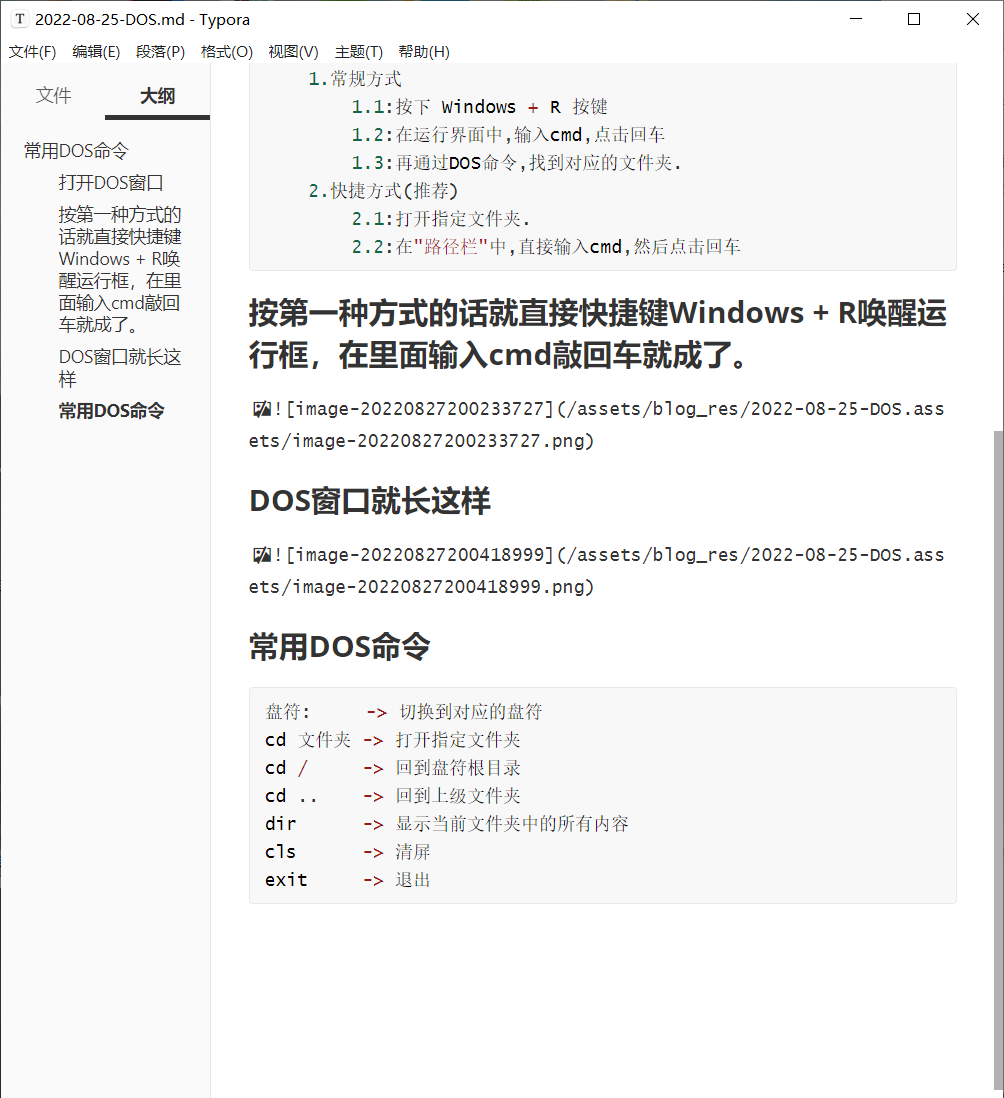 T 2022-08-25-DOS.md - Typora
文件(F) 编辑(E) 段落(P) 格式(O) 视图(V) 主题(T) 帮助(H)
文件 大纲
常用DOS命令
打开DOS窗口
按第一种方式的
话就直接快捷键
Windows + R唤
醒运行框，在里
面输入cmd敲回
车就成了。
DOS窗口就长这
样
常用DOS命令
1.常规方式
1.1:按下 Windows + R 按键
1.2:在运行界面中,输入cmd,点击回车
1.3:再通过DOS命令,找到对应的文件夹.
2.快捷方式(推荐)
2.1:打开指定文件夹.
2.2:在"路径栏"中,直接输入cmd,然后点击回车
按第一种方式的话就直接快捷键Windows + R唤醒运
行框，在里面输入cmd敲回车就成了。
![image-20220827200233727](/assets/blog_res/2022-08-25-DOS.ass
ets/image-20220827200233727.png)
DOS窗口就长这样
![image-20220827200418999](/assets/blog_res/2022-08-25-DOS.ass
ets/image-20220827200418999.png)
常用DOS命令
盘符: -> 切换到对应的盘符
cd 文件夹 -> 打开指定文件夹
cd / -> 回到盘符根目录
cd .. -> 回到上级文件夹
dir -> 显示当前文件夹中的所有内容
cls -> 清屏
exit -> 退出